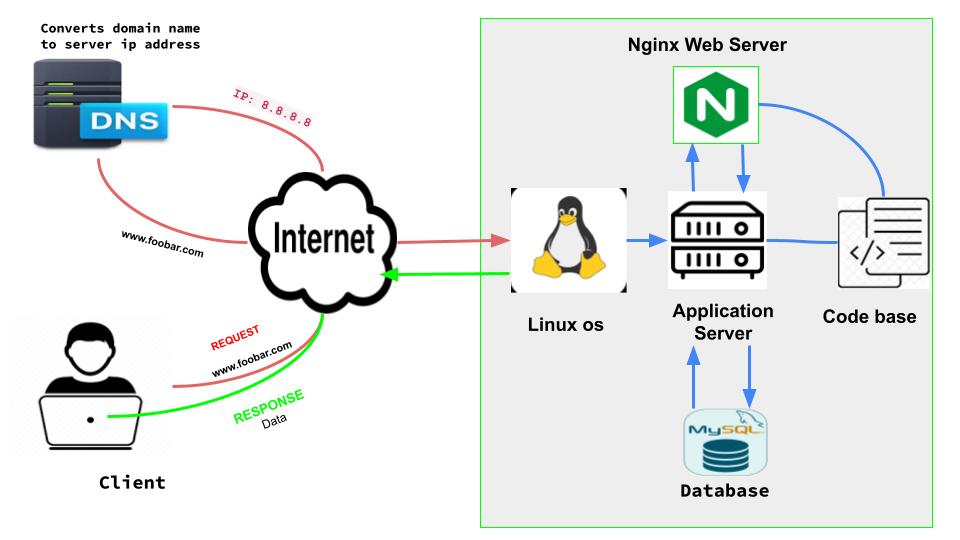 Converts domain name
to server ip address
DNS
IP: 8.8.8.8
www.foobar.com
Internet
REQUEST
www.foobar.com
RESPONSE
Data
Client
Nginx Web Server
N
Linux os
Application
Server
</>
Code base
MySQL
Database